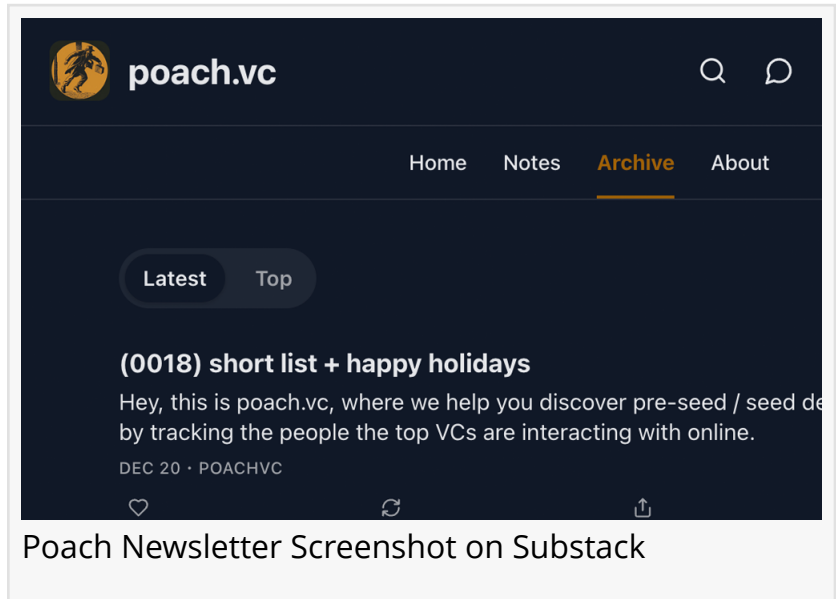 poach.vc
Home Notes Archive About
Latest Top
(0018) short list + happy holidays
Hey, this is poach.vc, where we help you discover pre-seed / seed de
by tracking the people the top VCs are interacting with online.
DEC 20 · POACHVC
Poach Newsletter Screenshot on Substack